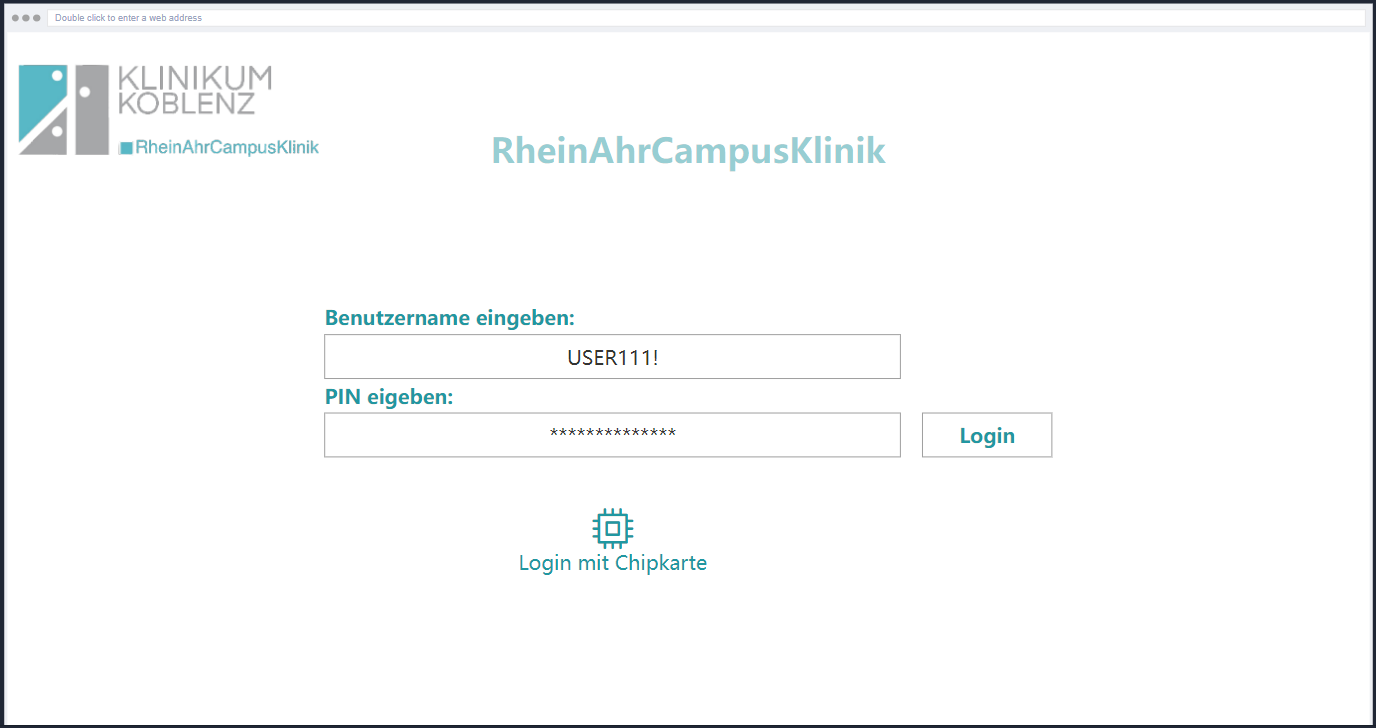 Double click to enter a web address
KLINIKUM
KOBLENZ
RheinAhrCampusKlinik
RheinAhrCampusKlinik
Benutzername eingeben:
USER111!
PIN eigeben:
**************
Login
Login mit Chipkarte